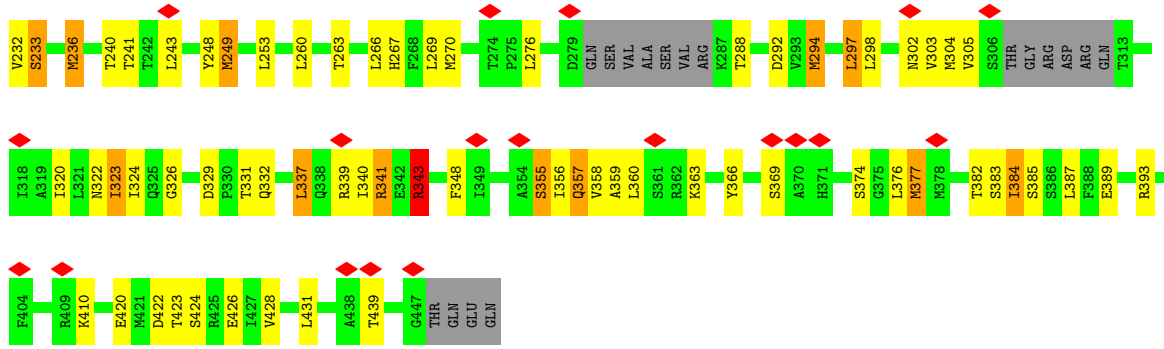 V232 S233 M236 T240 T241 T242 L243 Y248 M249 L253 L260 T263 L266 H267 F268 L269 M270 T274 P275 L276 D279 GLN SER VAL ALA SER VAL ARG K287 T288 D292 V293 M294 L297 L298 N302 V303 M304 V305 S306 THR GLY ARG ASP ARG GLN T313
I318 A319 I320 L321 N322 I323 I324 Q325 G326 D329 P330 T331 Q332 L337 Q338 R339 I340 R341 E342 R343 F348 I349 A354 S355 I356 Q357 V358 A359 L360 S361 R362 K363 Y366 S369 A370 H371 S374 G375 L376 M377 M378 T382 S383 I384 S385 S386 L387 F388 E389 R393
F404 R409 K410 E420 M421 D422 T423 S424 R425 E426 I427 V428 L431 A438 T439 G447 THR GLN GLU GLN